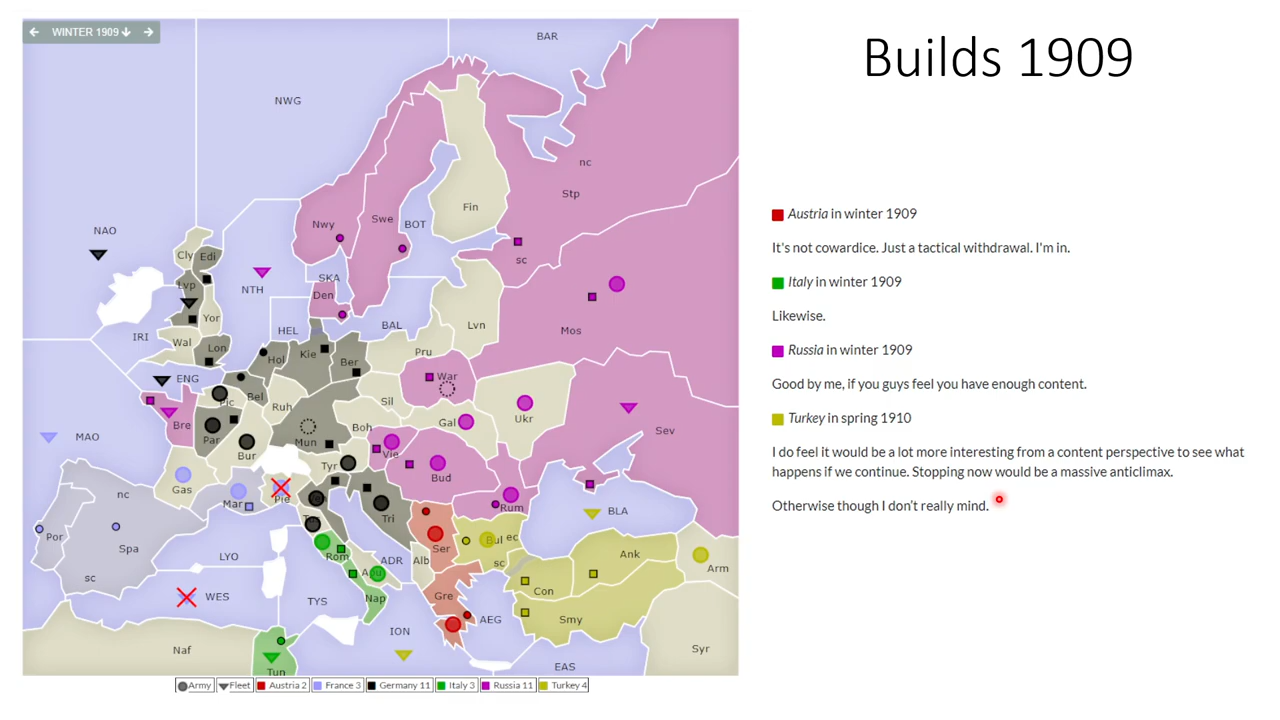 WINTER 1909
Builds 1909
BAR
NWG
nc
Stp
Fin
NAO
Nwy
Swe
BOT
Cly
Edi
sc
SKA
NTH
Den
Lvp
Mos
Yor
HEL
BAL
Lvn
IRI
Wal
Lon
Hol
Kie
Ber
Pru
ENG
Bel
War
Pic
Ruh
Sil
Bre
Par
Boh
Gal
Ukr
Sev
MAO
Bur
Mun
Vie
Tyr
Bud
Gas
Pie
Mar
Tri
Rum
nc
BLA
Por
Spa
Rom
ADR
Ser
Bul
ec
Ank
sc
LYO
Apu
Alb
sc
Con
Arm
WES
TYS
Nap
Gre
AEG
Smy
ION
Naf
Tun
EAS
Syr
Army
Fleet
Austria 2
France 3
Germany 11
Italy 3
Russia 11
Turkey 4
Austria in winter 1909
It's not cowardice. Just a tactical withdrawal. I'm in.
Italy in winter 1909
Likewise.
Russia in winter 1909
Good by me, if you guys feel you have enough content.
Turkey in spring 1910
I do feel it would be a lot more interesting from a content perspective to see what
happens if we continue. Stopping now would be a massive anticlimax.
Otherwise though I don't really mind.